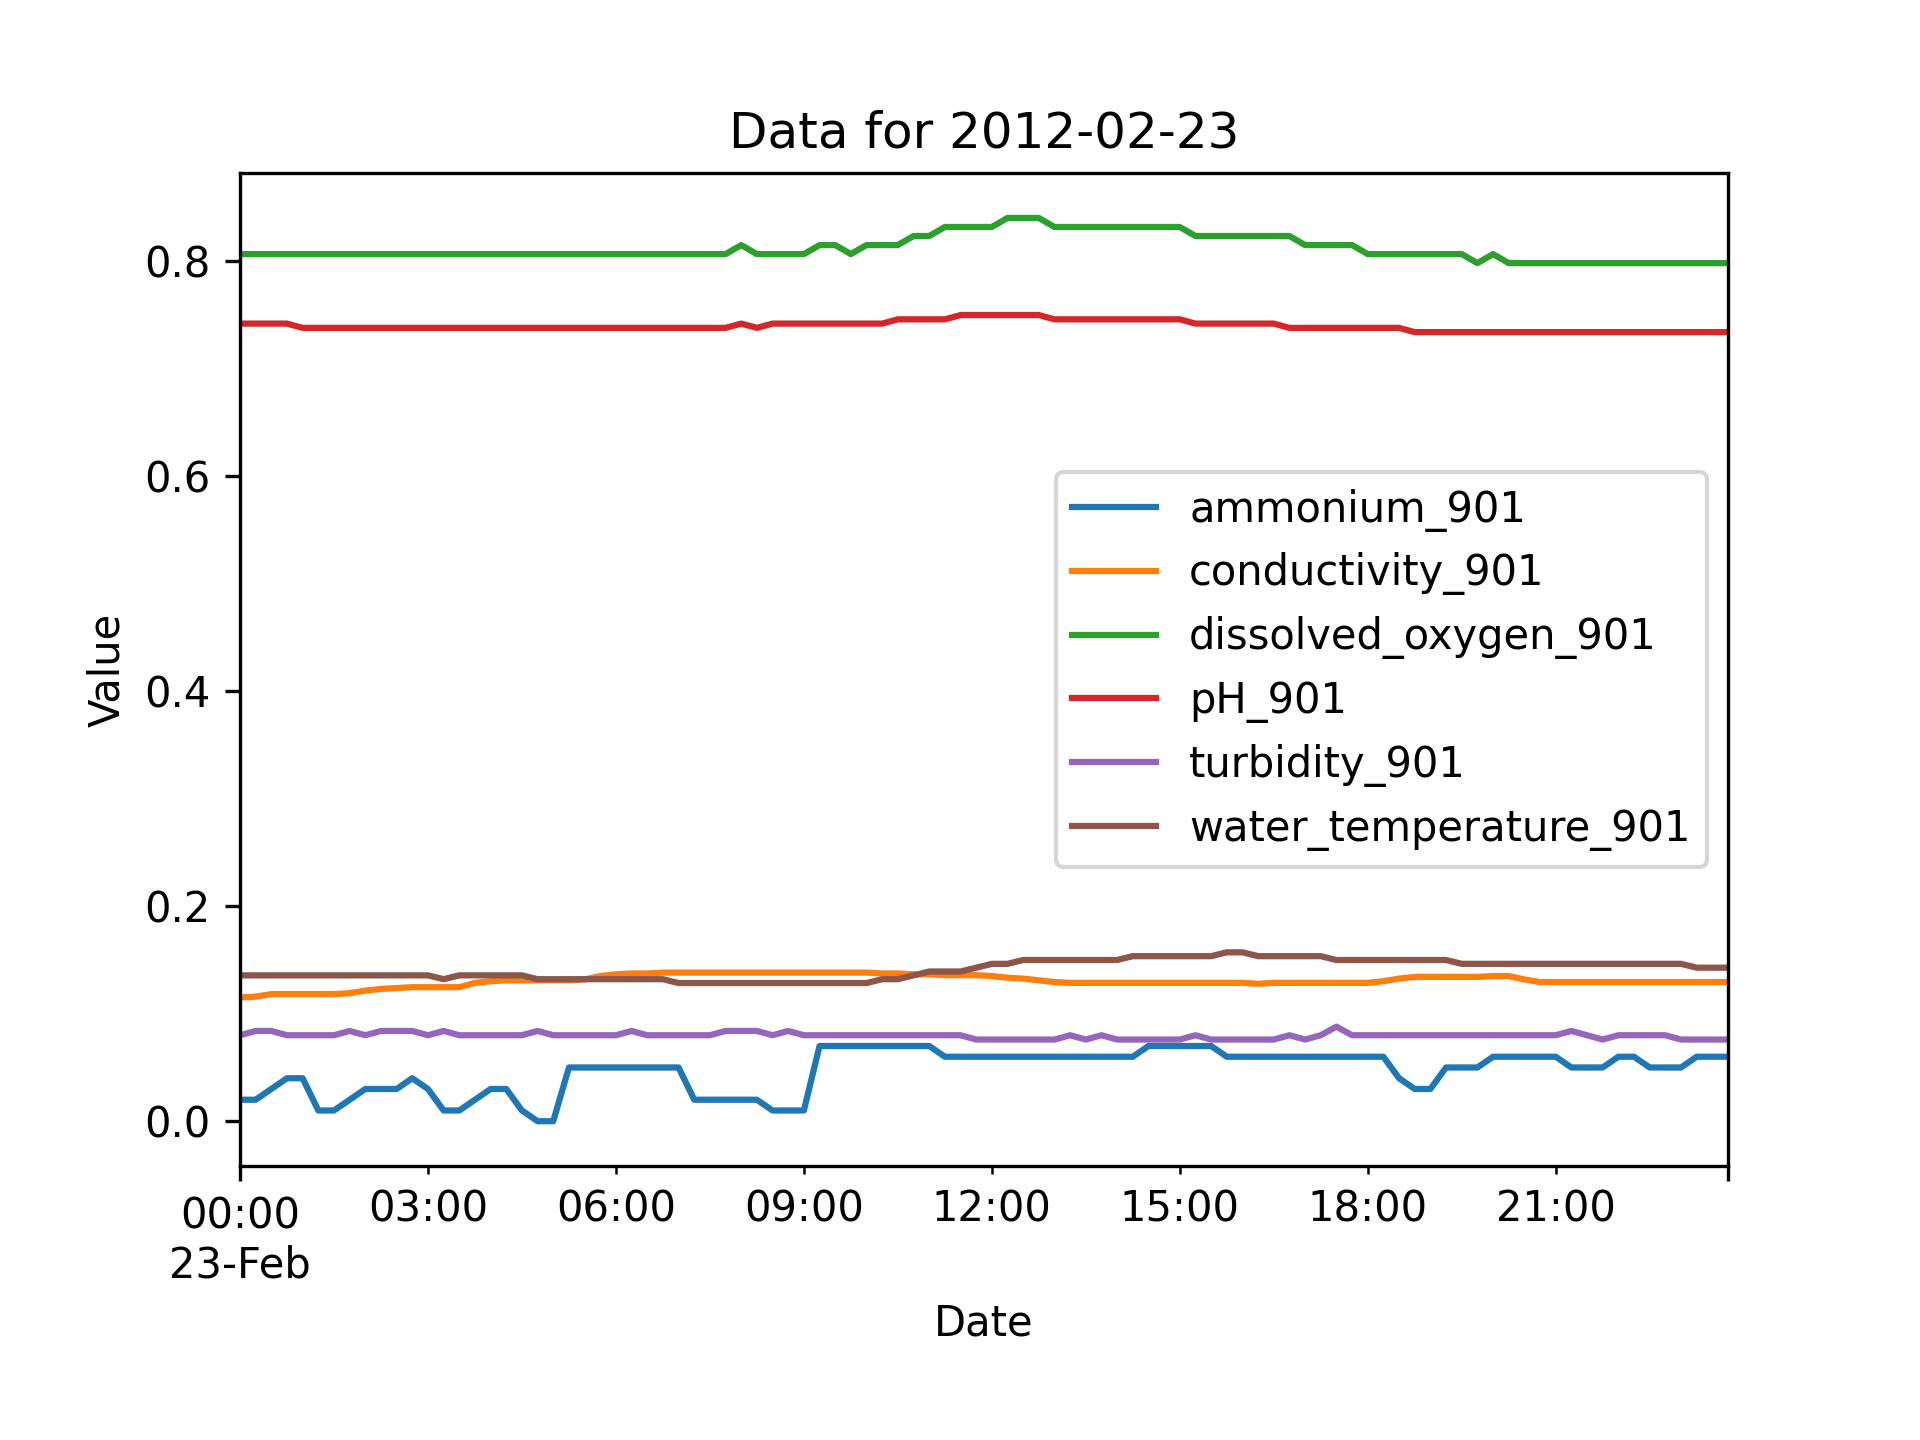 Data for 2012-02-23
Value
0.8
0.6
0.4
0.2
0.0
ammonium_901
conductivity_901
dissolved_oxygen_901
pH_901
turbidity_901
water_temperature_901
00:00 03:00 06:00 09:00 12:00 15:00 18:00 21:00
23-Feb
Date